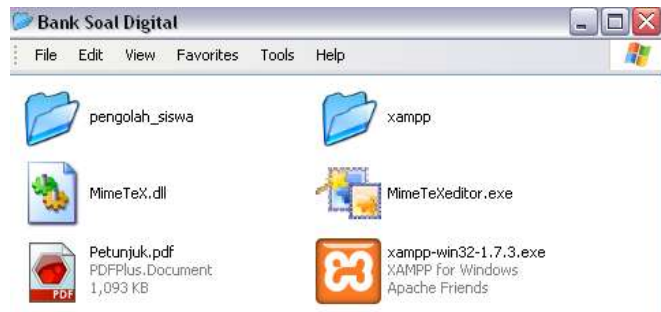 Bank Soal Digital
File Edit View Favorites Tools Help
pengolah_siswa
xampp
MimeTeX.dll
MimeTeXeditor.exe
Petunjuk.pdf
PDFPlus.Document
1,093 KB
PDF
xampp-win32-1.7.3.exe
XAMPP for Windows
Apache Friends